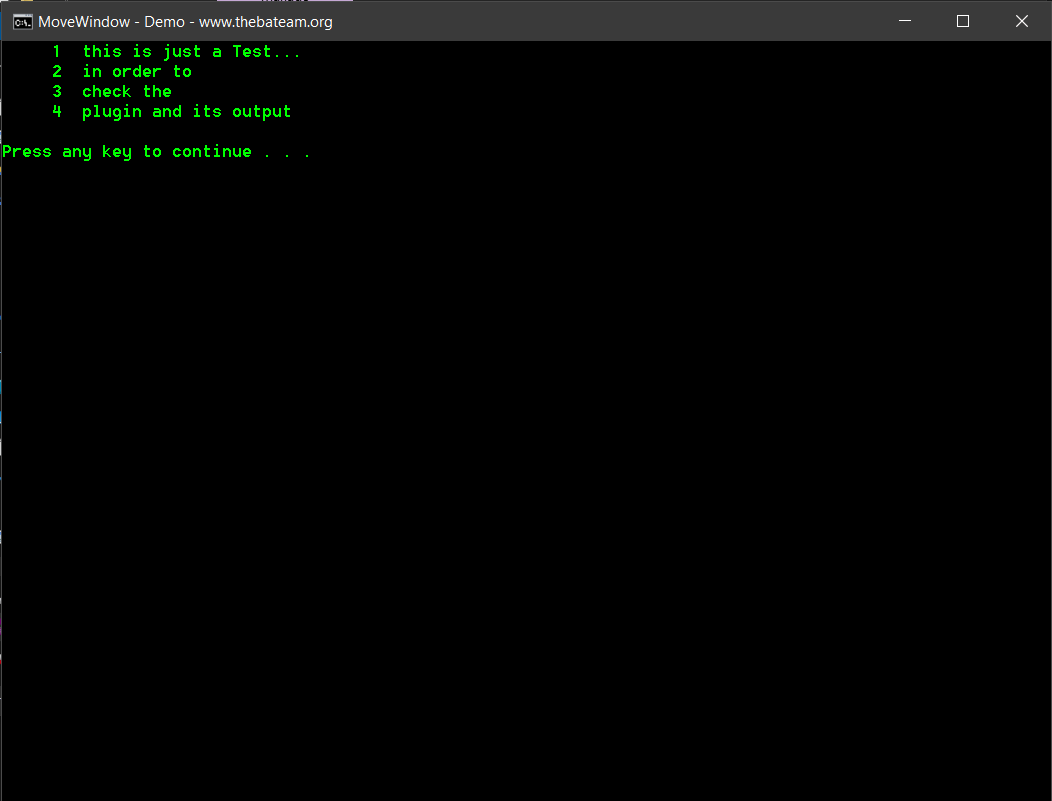 MoveWindow - Demo - www.thebateam.org
1 this is just a Test...
2 in order to
3 check the
4 plugin and its output
Press any key to continue . . .